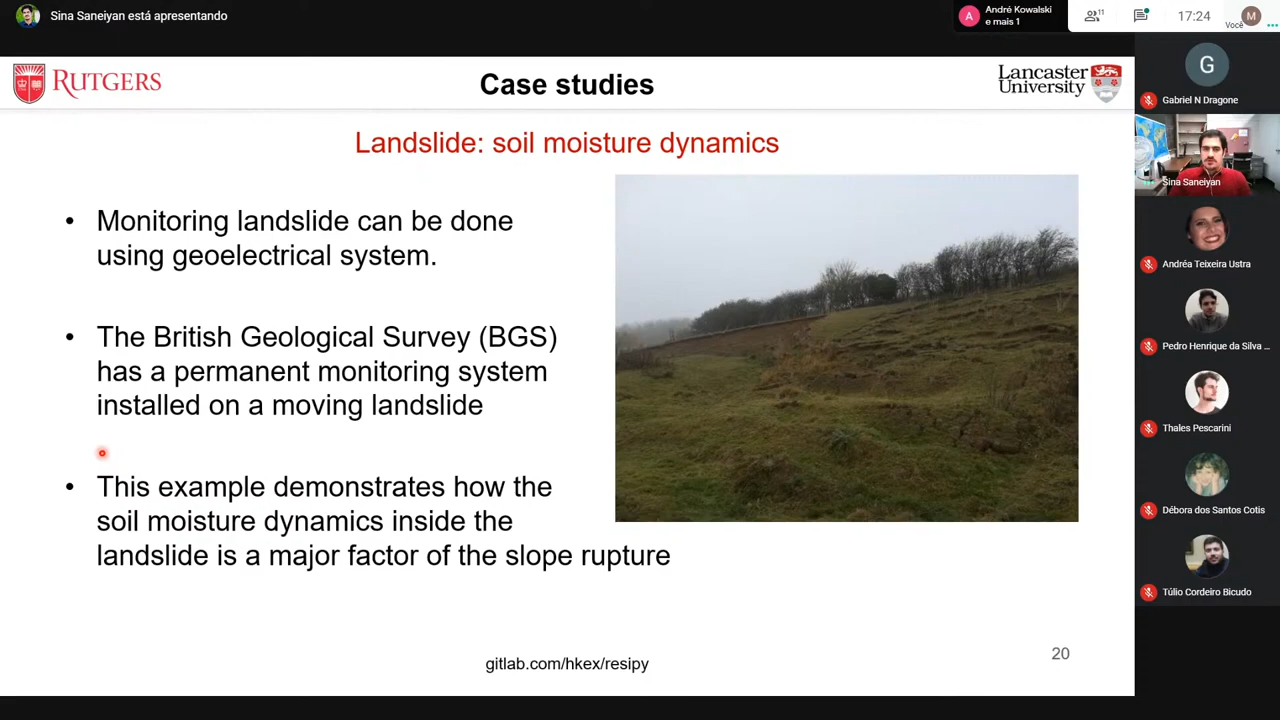 Sina Saneiyan está apresentando
A
André Kowalski
e mais 1
11
17:24
Você
M
RUTGERS
Case studies
Lancaster
University
Landslide: soil moisture dynamics
• Monitoring landslide can be done
using geoelectrical system.
• The British Geological Survey (BGS)
has a permanent monitoring system
installed on a moving landslide
• This example demonstrates how the
soil moisture dynamics inside the
landslide is a major factor of the slope rupture
gitlab.com/hkex/resipy
20
G
Gabriel N Dragone
Sina Saneiyan
Andréa Teixeira Ustra
Pedro Henrique da Silva ...
Thales Pescarini
Débora dos Santos Cotis
Túlio Cordeiro Bicudo